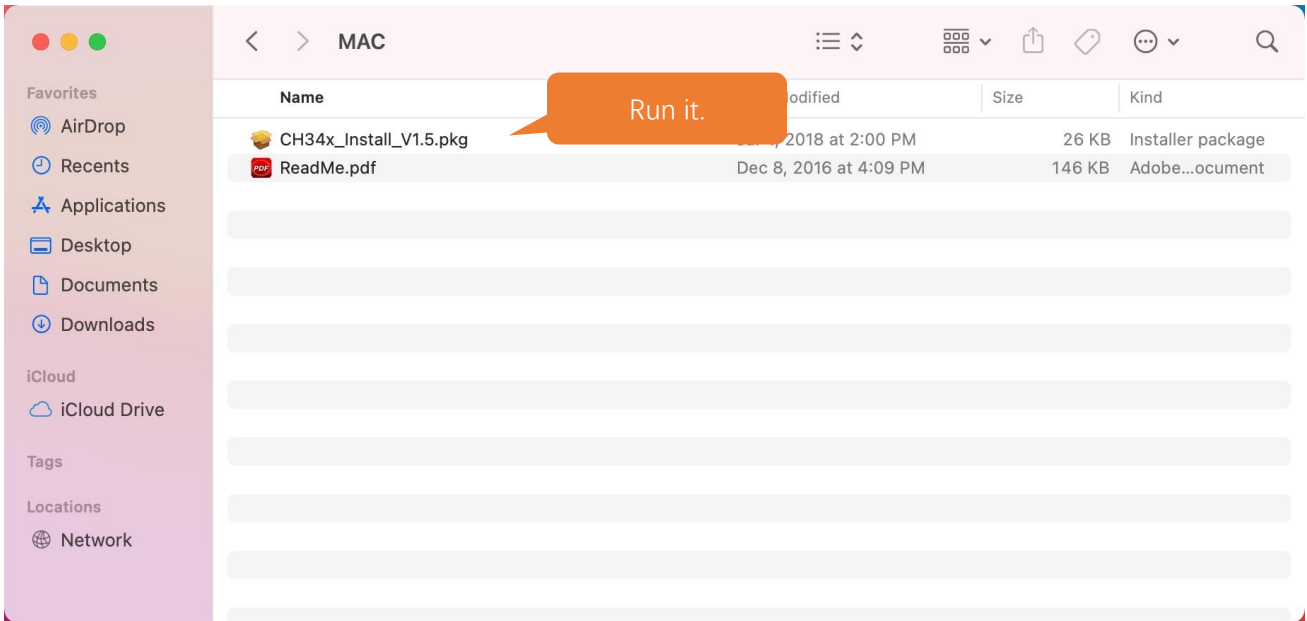 MAC
Favorites
AirDrop
Recents
Applications
Desktop
Documents
Downloads
iCloud
iCloud Drive
Tags
Locations
Network
Name Size Kind
Run it.
CH34x_Install_V1.5.pkg 2018 at 2:00 PM 26 KB Installer package
PDF ReadMe.pdf Dec 8, 2016 at 4:09 PM 146 KB Adobe...ocument